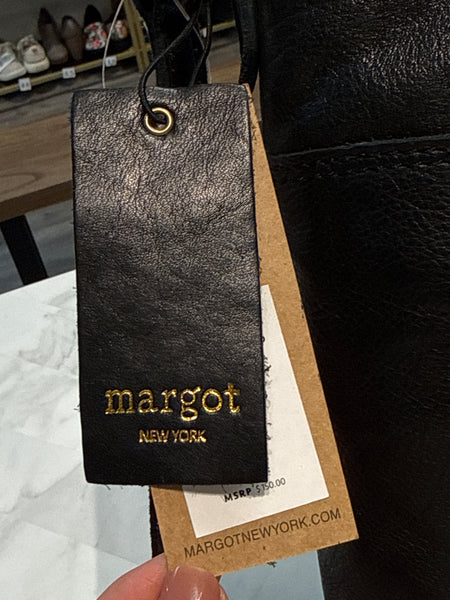 margot
NEW YORK
MSRP $150.00
MARGOTNEWYORK.COM